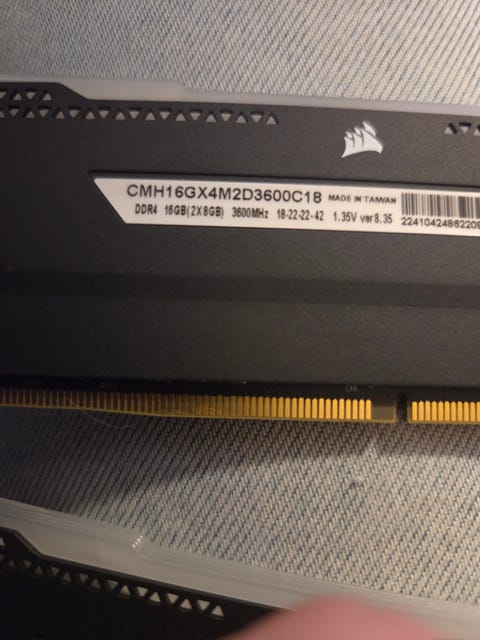 CMH16GX4M2D3600C18 MADE IN TAIWAN
DDR4 16GB(2X8GB) 3600MHz 18-22-22-42 1.35V ver8.35